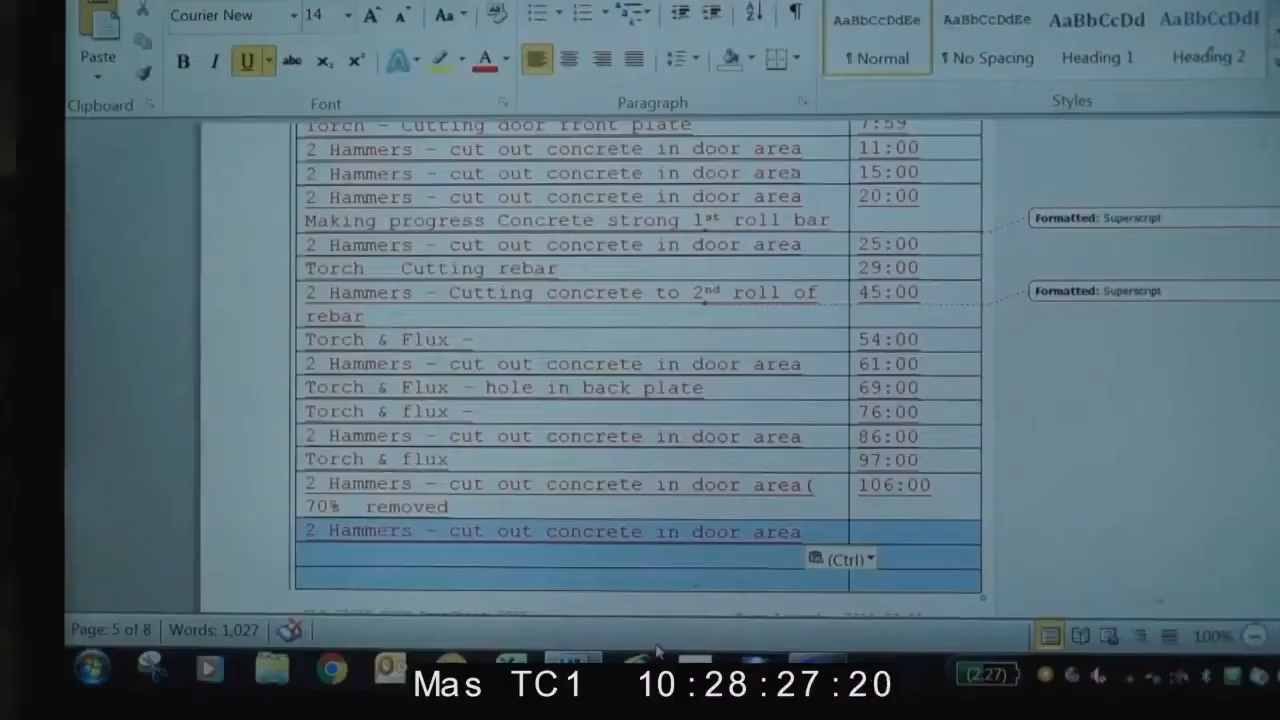 Courier New 14 A A Aa
AaBbCcDdEe AaBbCcDdEe AaBbCcDd AaBbCcDdI
Paste B I U abc x₂ x² A A
¶ Normal ¶ No Spacing Heading 1 Heading 2
Clipboard Font Paragraph Styles
Torch – Cutting door front plate 7:59
2 Hammers – cut out concrete in door area 11:00
2 Hammers – cut out concrete in door area 15:00
2 Hammers – cut out concrete in door area 20:00
Making progress Concrete strong 1st roll bar
Formatted: Superscript
2 Hammers – cut out concrete in door area 25:00
Torch Cutting rebar 29:00
2 Hammers – Cutting concrete to 2nd roll of 45:00
Formatted: Superscript
rebar
Torch & Flux – 54:00
2 Hammers – cut out concrete in door area 61:00
Torch & Flux – hole in back plate 69:00
Torch & flux – 76:00
2 Hammers – cut out concrete in door area 86:00
Torch & flux 97:00
2 Hammers – cut out concrete in door area( 106:00
70% removed
2 Hammers – cut out concrete in door area
(Ctrl)
Page: 5 of 8 Words: 1,027 100%
(2:27)
Mas TC1 10:28:27:20